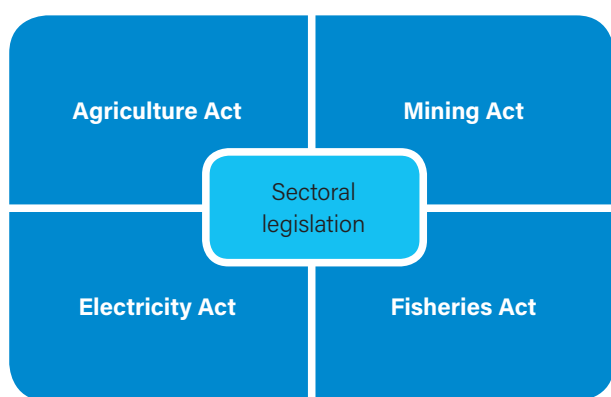 Agriculture Act
Mining Act
Sectoral
legislation
Electricity Act
Fisheries Act